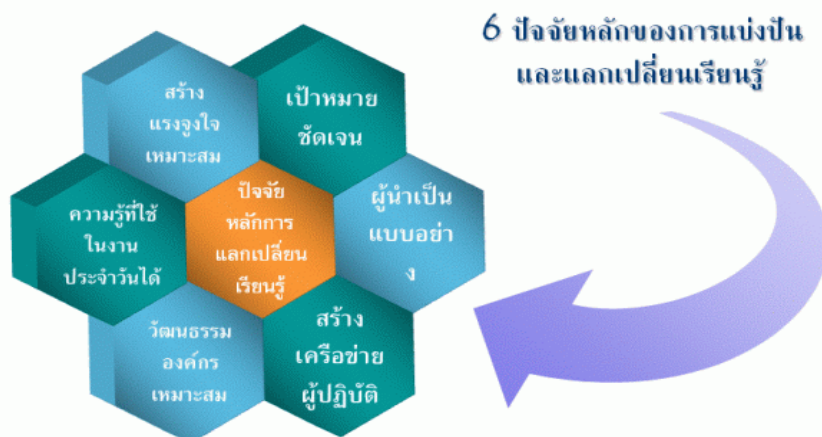 6 ปัจจัยหลักของการแบ่งปัน
และแลกเปลี่ยนเรียนรู้
สร้าง
แรงจูงใจ
เหมาะสม
เป้าหมาย
ชัดเจน
ความรู้ที่ใช้
ในงาน
ประจำวันได้
ปัจจัย
หลักการ
แลกเปลี่ยน
เรียนรู้
ผู้นำเป็น
แบบอย่า
ง
วัฒนธรรม
องค์กร
เหมาะสม
สร้าง
เครือข่าย
ผู้ปฏิบัติ